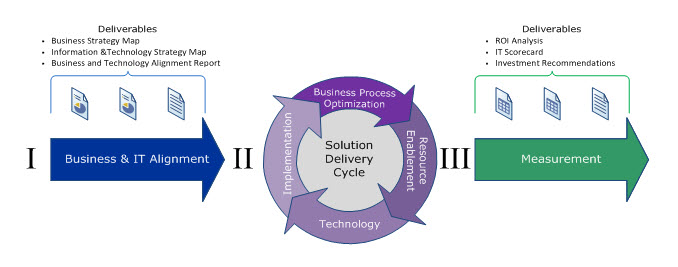 Deliverables
• Business Strategy Map
• Information &Technology Strategy Map
• Business and Technology Alignment Report
I
Business & IT Alignment
II
Business Process
Optimization
Resource
Enablement
Technology
Implementation
Solution
Delivery
Cycle
III
Deliverables
• ROI Analysis
• IT Scorecard
• Investment Recommendations
Measurement